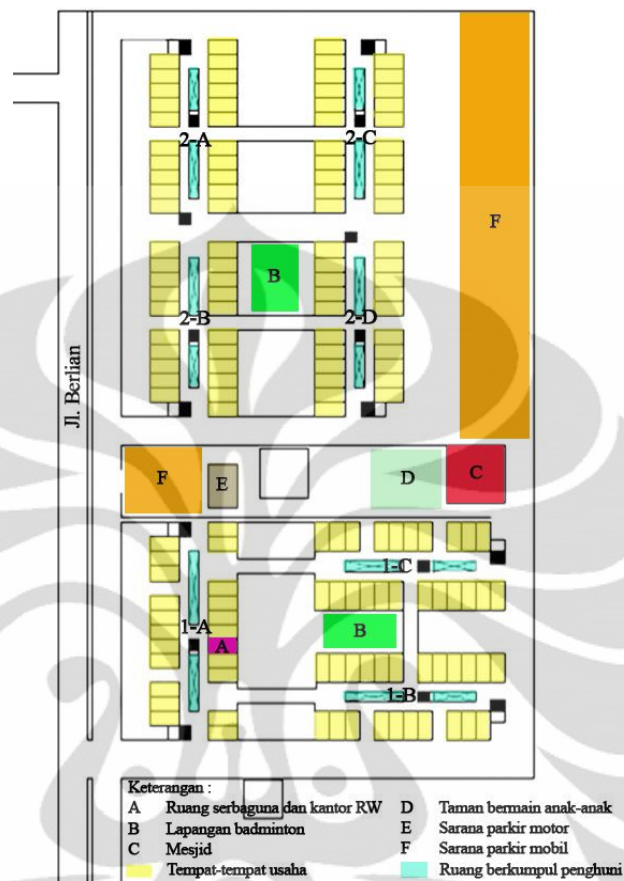 2-A
2-C
F
B
2-B
2-D
Jl. Berlian
F
E
D
C
1-C
1-A
A
B
1-B
Keterangan :
A Ruang serbaguna dan kantor RW
B Lapangan badminton
C Mesjid
Tempat-tempat usaha
D Taman bermain anak-anak
E Sarana parkir motor
F Sarana parkir mobil
Ruang berkumpul penghuni